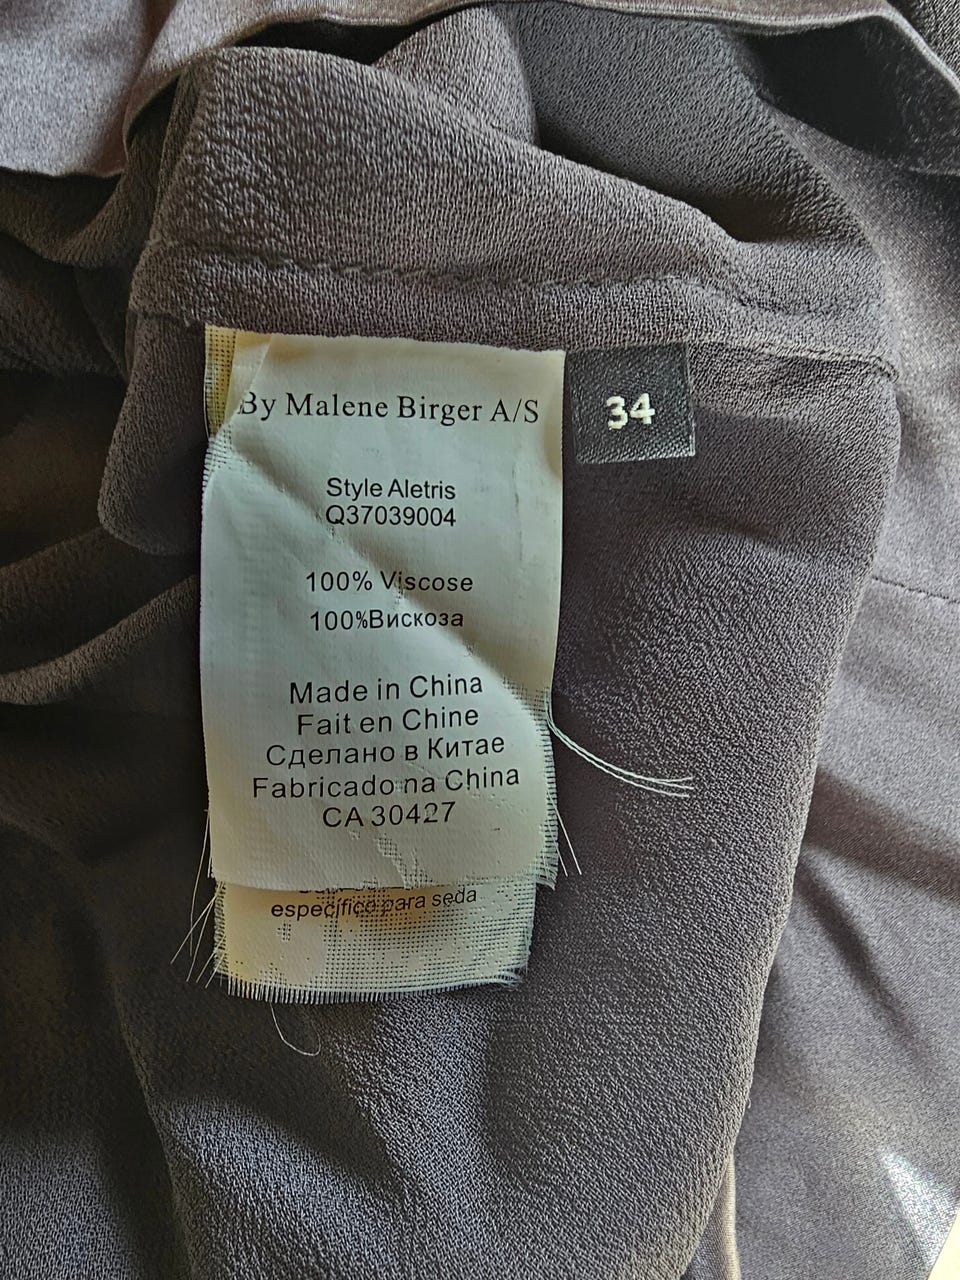 By Malene Birger A/S
34
Style Aletris
Q37039004
100% Viscose
100%Вискоза
Made in China
Fait en Chine
Сделано в Китае
Fabricado na China
CA 30427
específico para seda